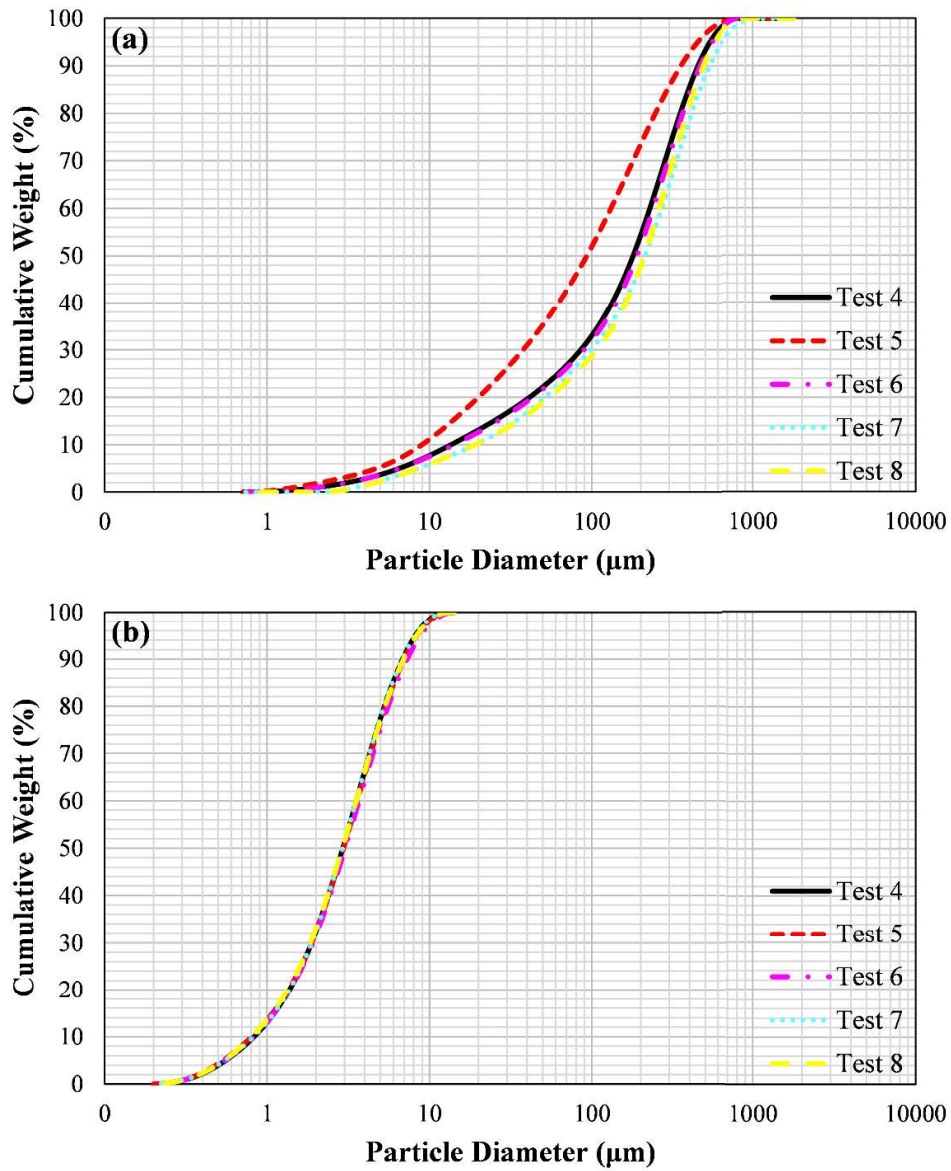 (a)
100
90
80
70
60
50
40
30
20
10
0
Cumulative Weight (%)
Test 4
Test 5
Test 6
Test 7
Test 8
0 1 10 100 1000 10000
Particle Diameter (µm)
(b)
100
90
80
70
60
50
40
30
20
10
0
Cumulative Weight (%)
Test 4
Test 5
Test 6
Test 7
Test 8
0 1 10 100 1000 10000
Particle Diameter (µm)